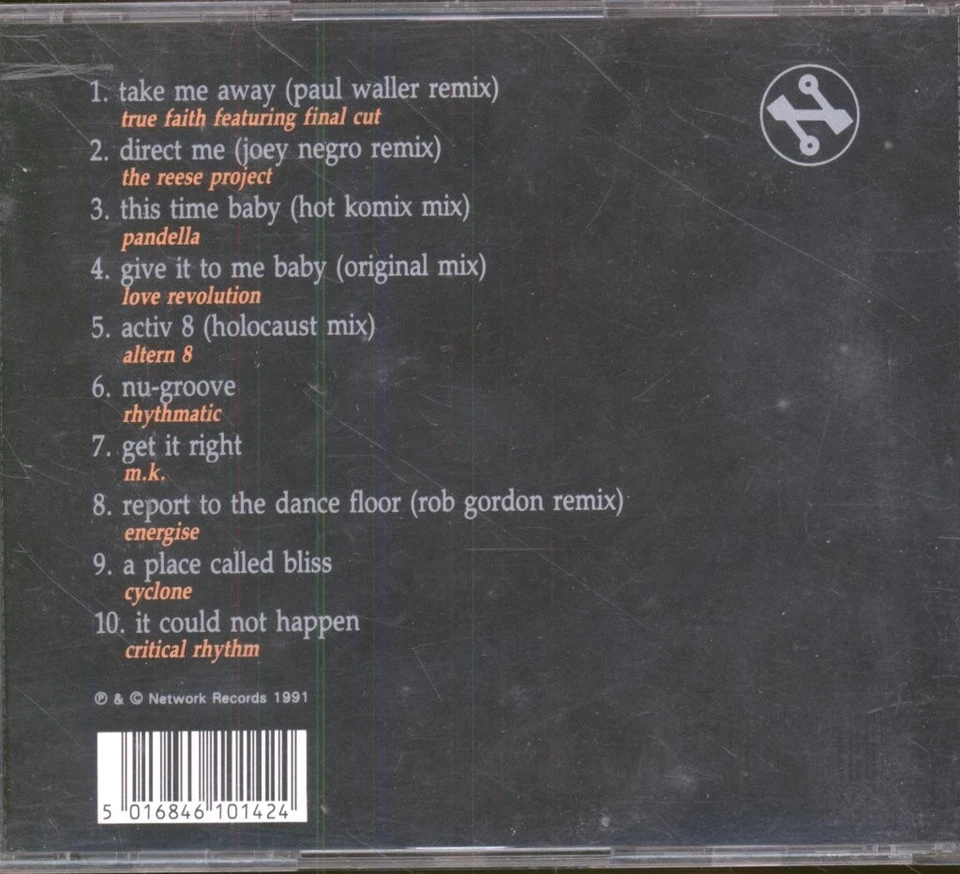 1. take me away (paul waller remix)
true faith featuring final cut
2. direct me (joey negro remix)
the reese project
3. this time baby (hot komix mix)
pandella
4. give it to me baby (original mix)
love revolution
5. activ 8 (holocaust mix)
altern 8
6. nu-groove
rhythmatic
7. get it right
m.k.
8. report to the dance floor (rob gordon remix)
energise
9. a place called bliss
cyclone
10. it could not happen
critical rhythm
℗ & © Network Records 1991
5 016846 101424